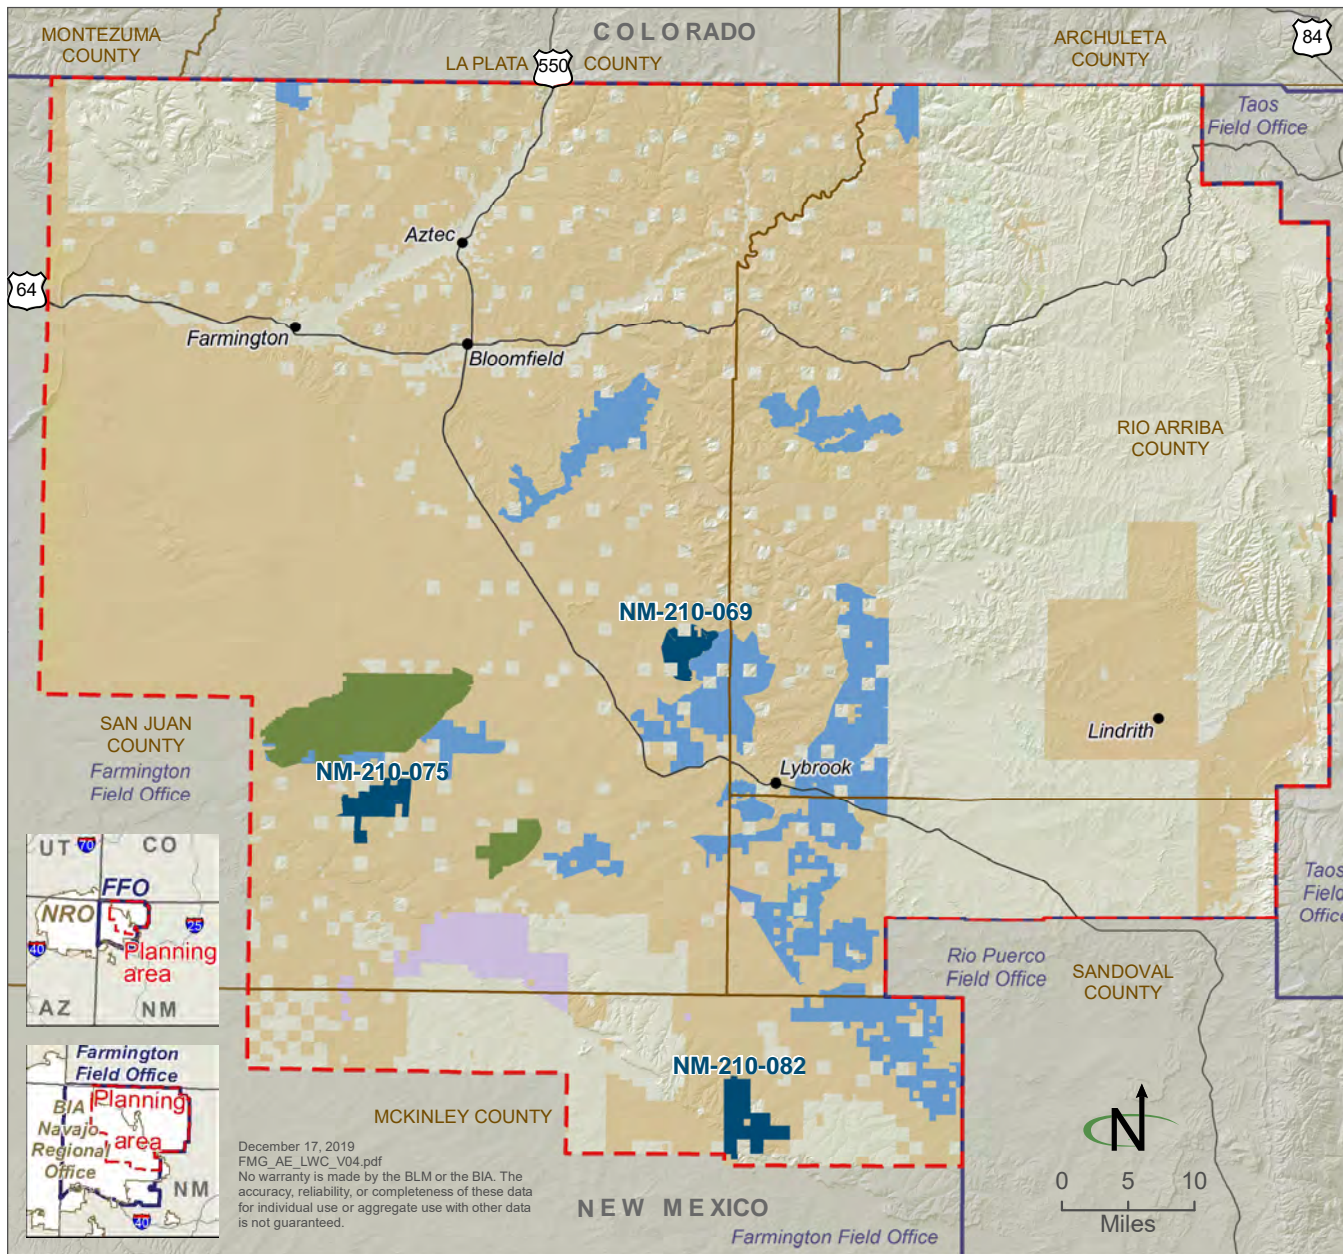 COLORADO
MONTEZUMA
COUNTY
LA PLATA
550
COUNTY
ARCHULETA
COUNTY
84
Taos
Field Office
Aztec
64
Farmington
Bloomfield
RIO ARRIBA
COUNTY
NM-210-069
SAN JUAN
COUNTY
Farmington
Field Office
NM-210-075
Lindrith
Lybrook
UT
70
CO
FFO
NRO
25
40
Planning
area
AZ
NM
Taos
Field
Office
Rio Puerco
Field Office
SANDOVAL
COUNTY
Farmington
Field Office
Planning
area
BIA
Navajo
Regional
Office
NM
40
NM-210-082
MCKINLEY COUNTY
December 17, 2019
FMG_AE_LWC_V04.pdf
No warranty is made by the BLM or the BIA. The
accuracy, reliability, or completeness of these data
for individual use or aggregate use with other data
is not guaranteed.
N
0 5 10
Miles
NEW MEXICO
Farmington Field Office